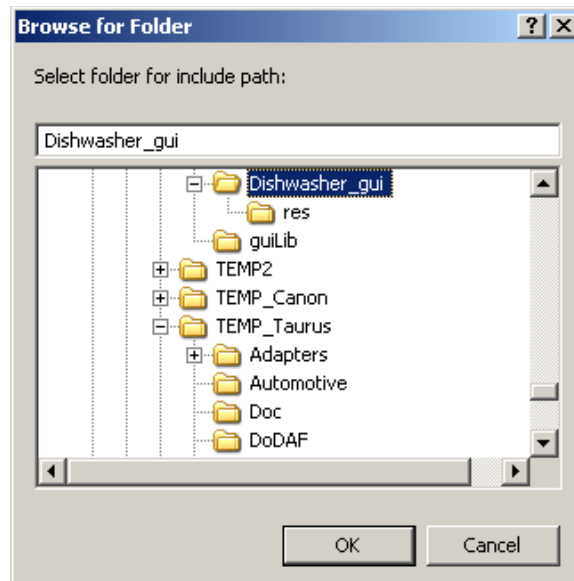 Browse for Folder
Select folder for include path:
Dishwasher_gui
Dishwasher_gui
res
guiLib
TEMP2
TEMP_Canon
TEMP_Taurus
Adapters
Automotive
Doc
DoDAF
OK
Cancel